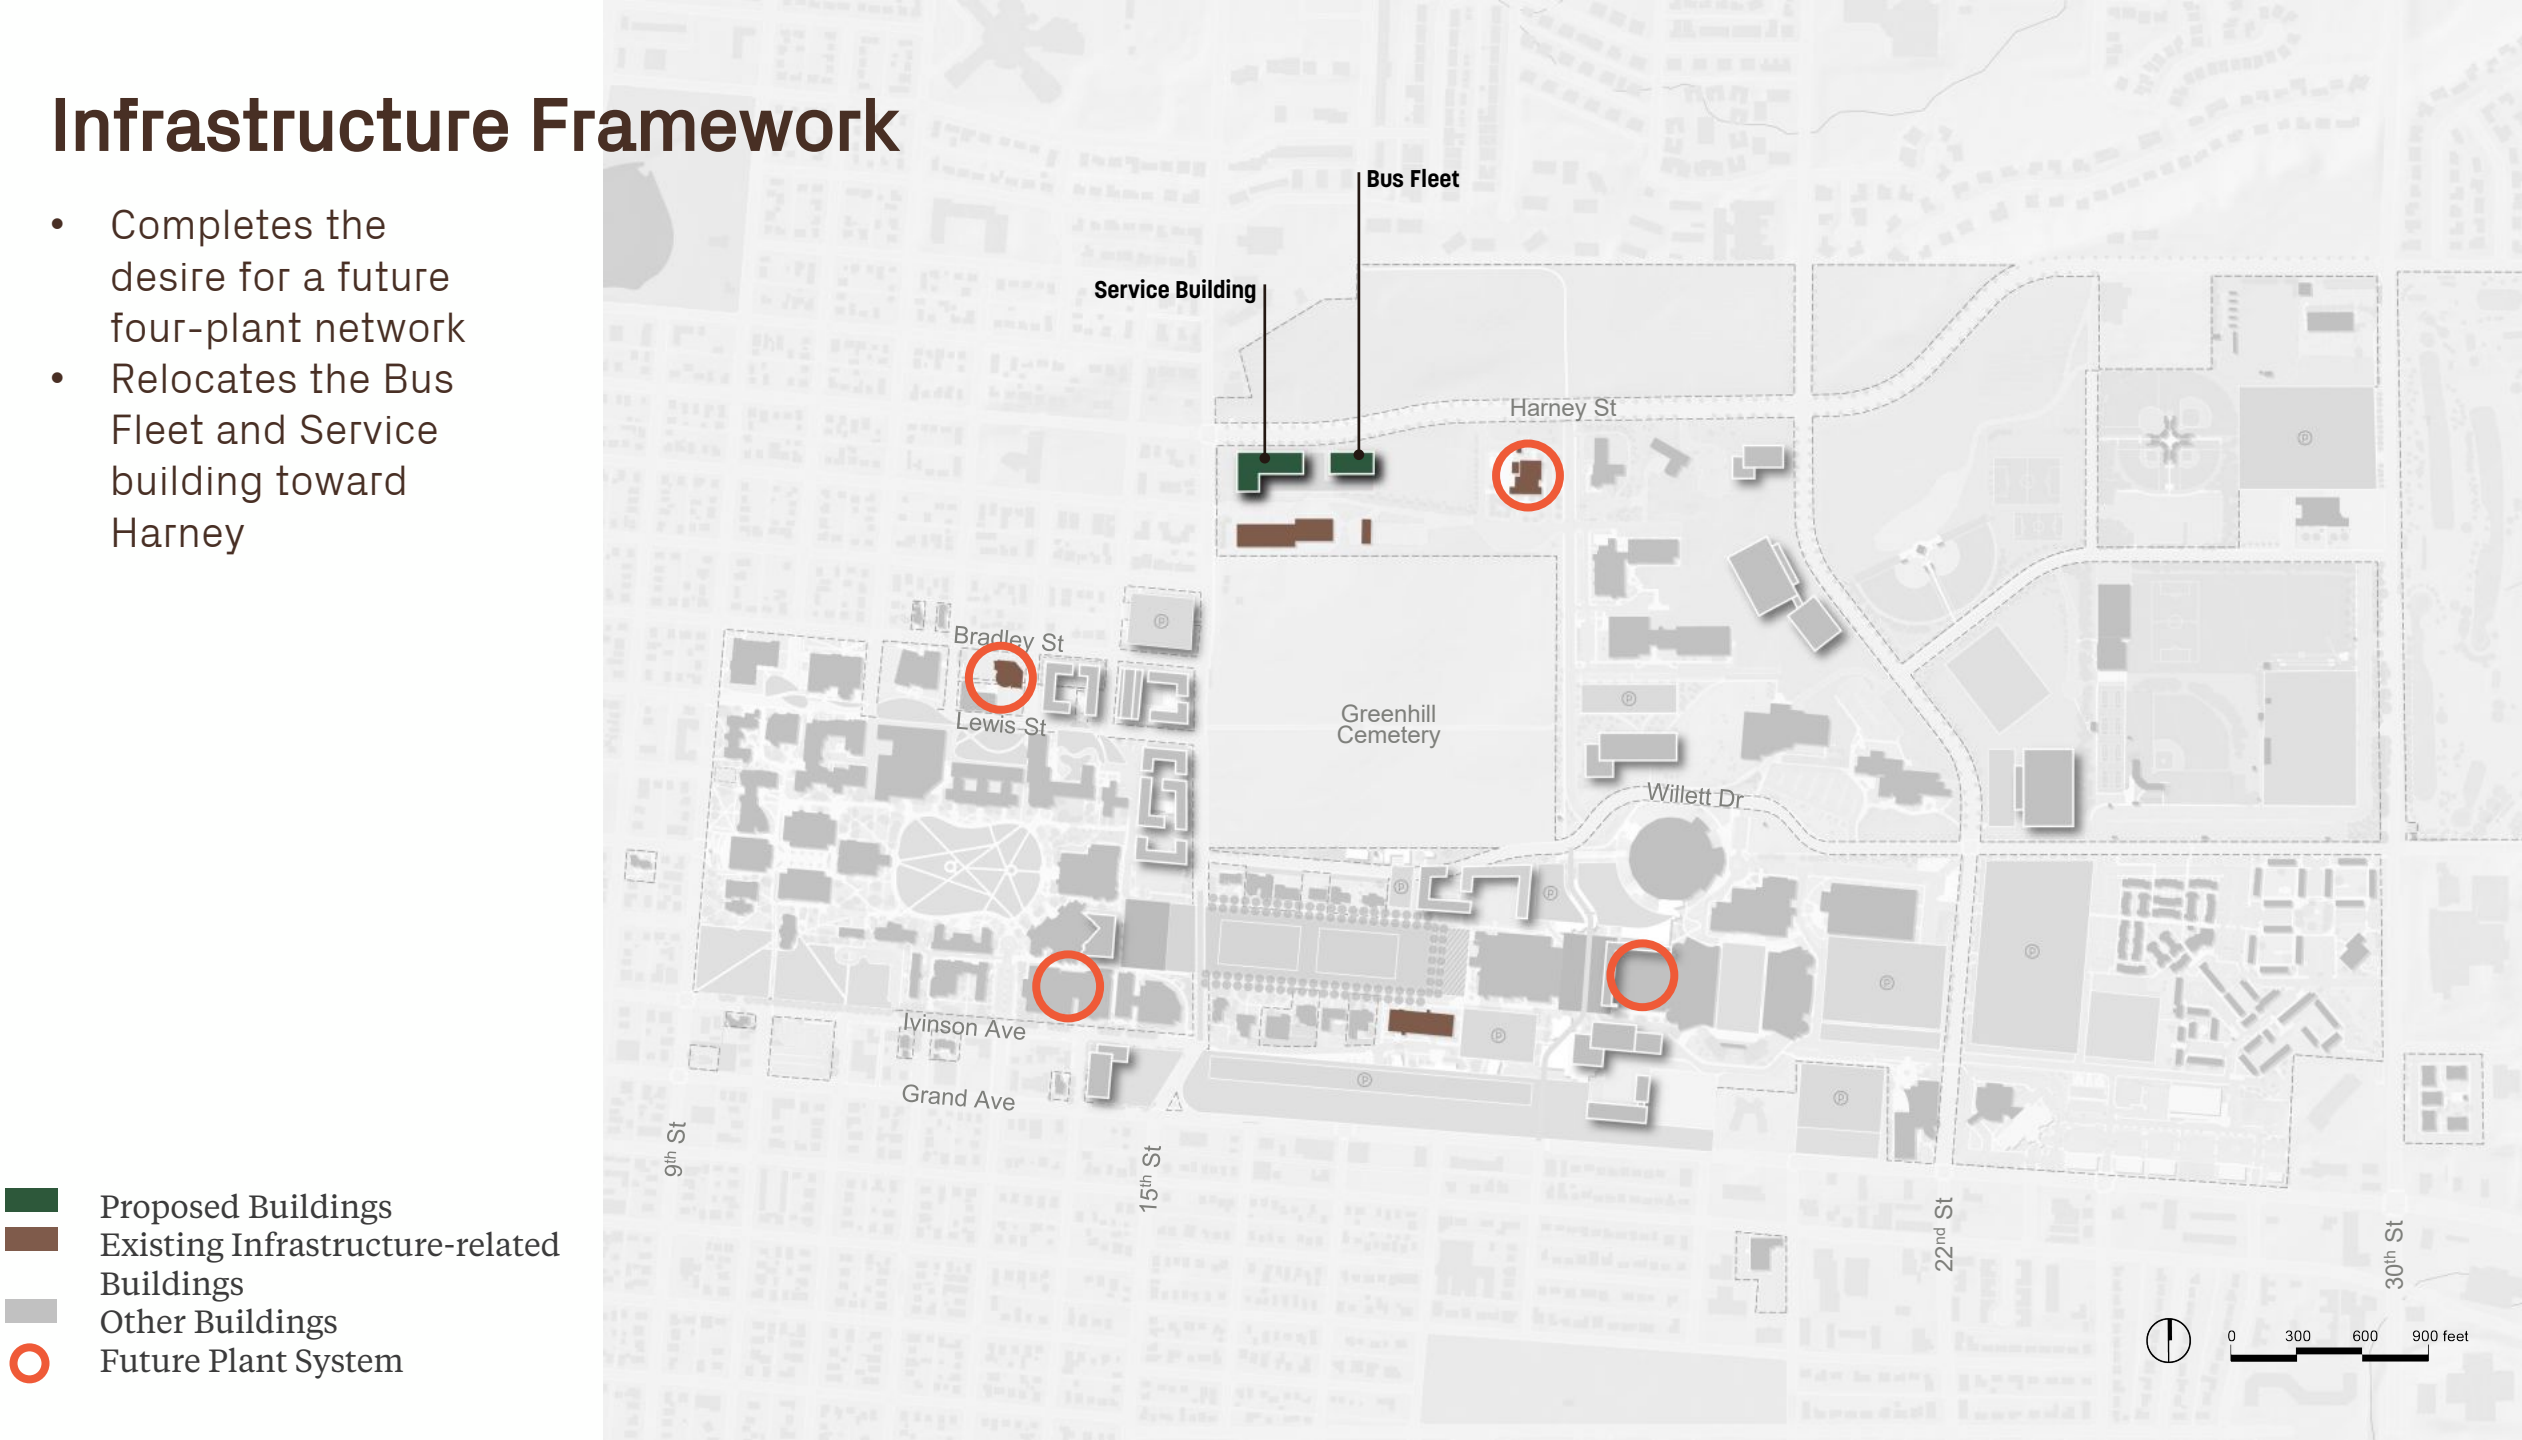 Infrastructure Framework
• Completes the
desire for a future
four-plant network
• Relocates the Bus
Fleet and Service
building toward
Harney
Bus Fleet
Service Building
Harney St
Bradley St
Lewis St
Greenhill
Cemetery
Willett Dr
Ivinson Ave
Grand Ave
9th St
15th St
22nd St
30th St
P
P
P
P
P
P
P
P
P
P
Proposed Buildings
Existing Infrastructure-related
Buildings
Other Buildings
Future Plant System
0 300 600 900 feet